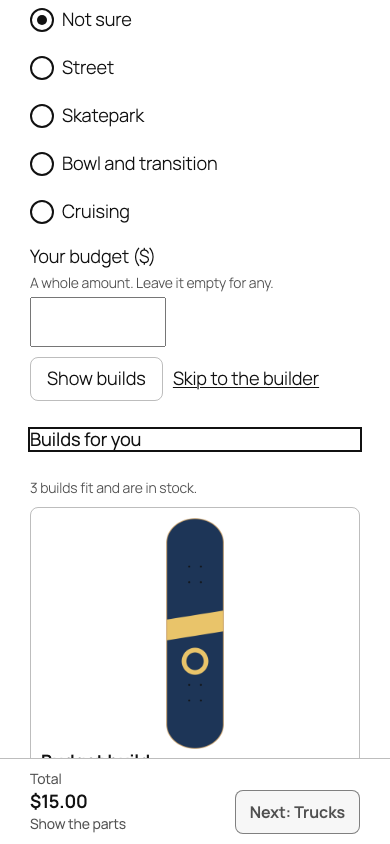 Not sure
Street
Skatepark
Bowl and transition
Cruising
Your budget ($)
A whole amount. Leave it empty for any.
Show builds
Skip to the builder
Builds for you
3 builds fit and are in stock.
Total
$15.00
Show the parts
Next: Trucks